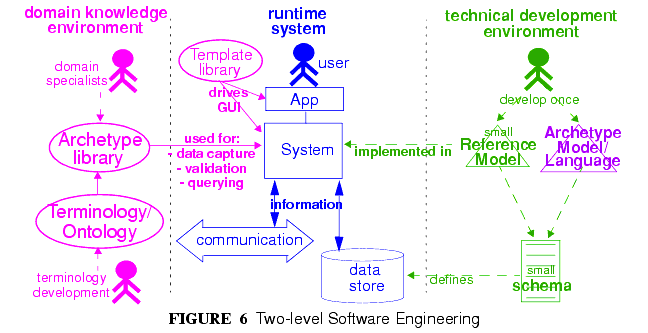 domain knowledge
environment
runtime
system
technical development
environment
domain
specialists
Template
library
user
develop once
drives
GUI
App
Archetype
library
used for:
- data capture
- validation
- querying
System
implemented in
small
Reference
Model
Archetype
Model/
Language
Terminology/
Ontology
information
communication
terminology
development
data
store
defines
small
schema
FIGURE 6 Two-level Software Engineering